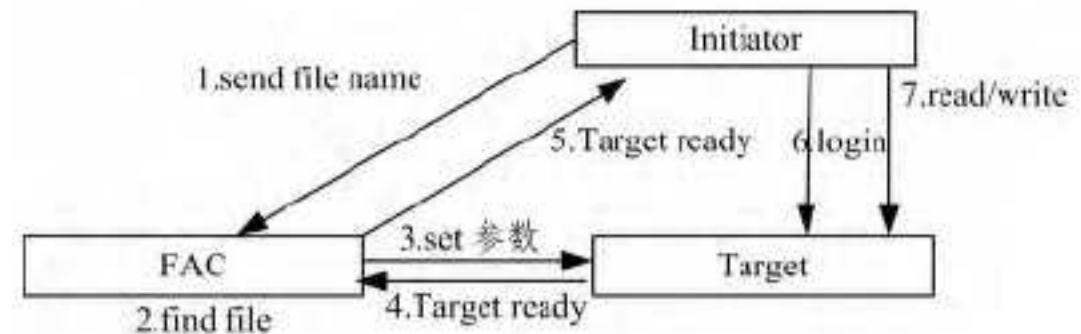 Initiator
1.send file name
7.read/write
5.Target ready
6.login
3.set 参数
FAC
Target
4.Target ready
2.find file